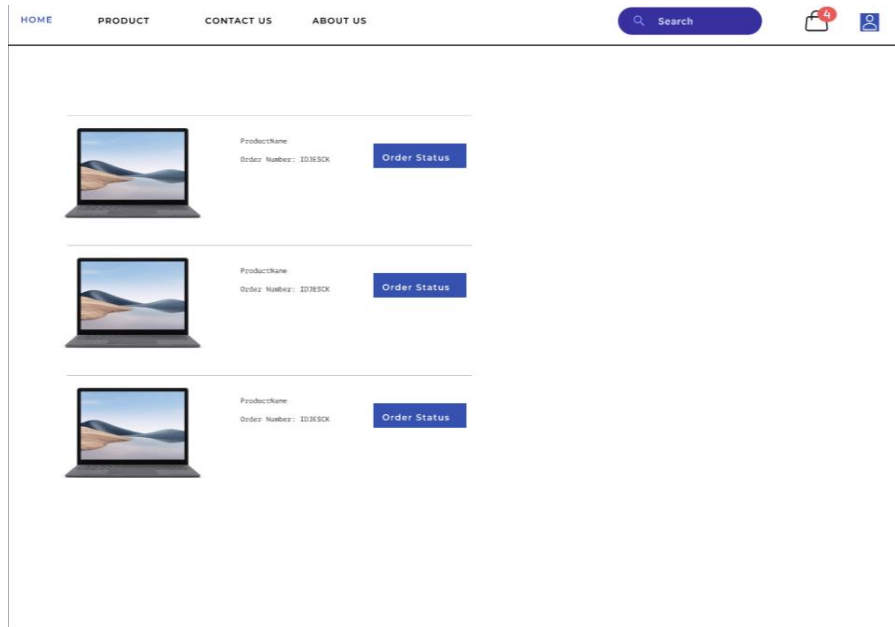 HOME PRODUCT CONTACT US ABOUT US Search 4
ProductName
Order Number: IDJESCK
Order Status
ProductName
Order Number: IDJESCK
Order Status
ProductName
Order Number: IDJESCK
Order Status